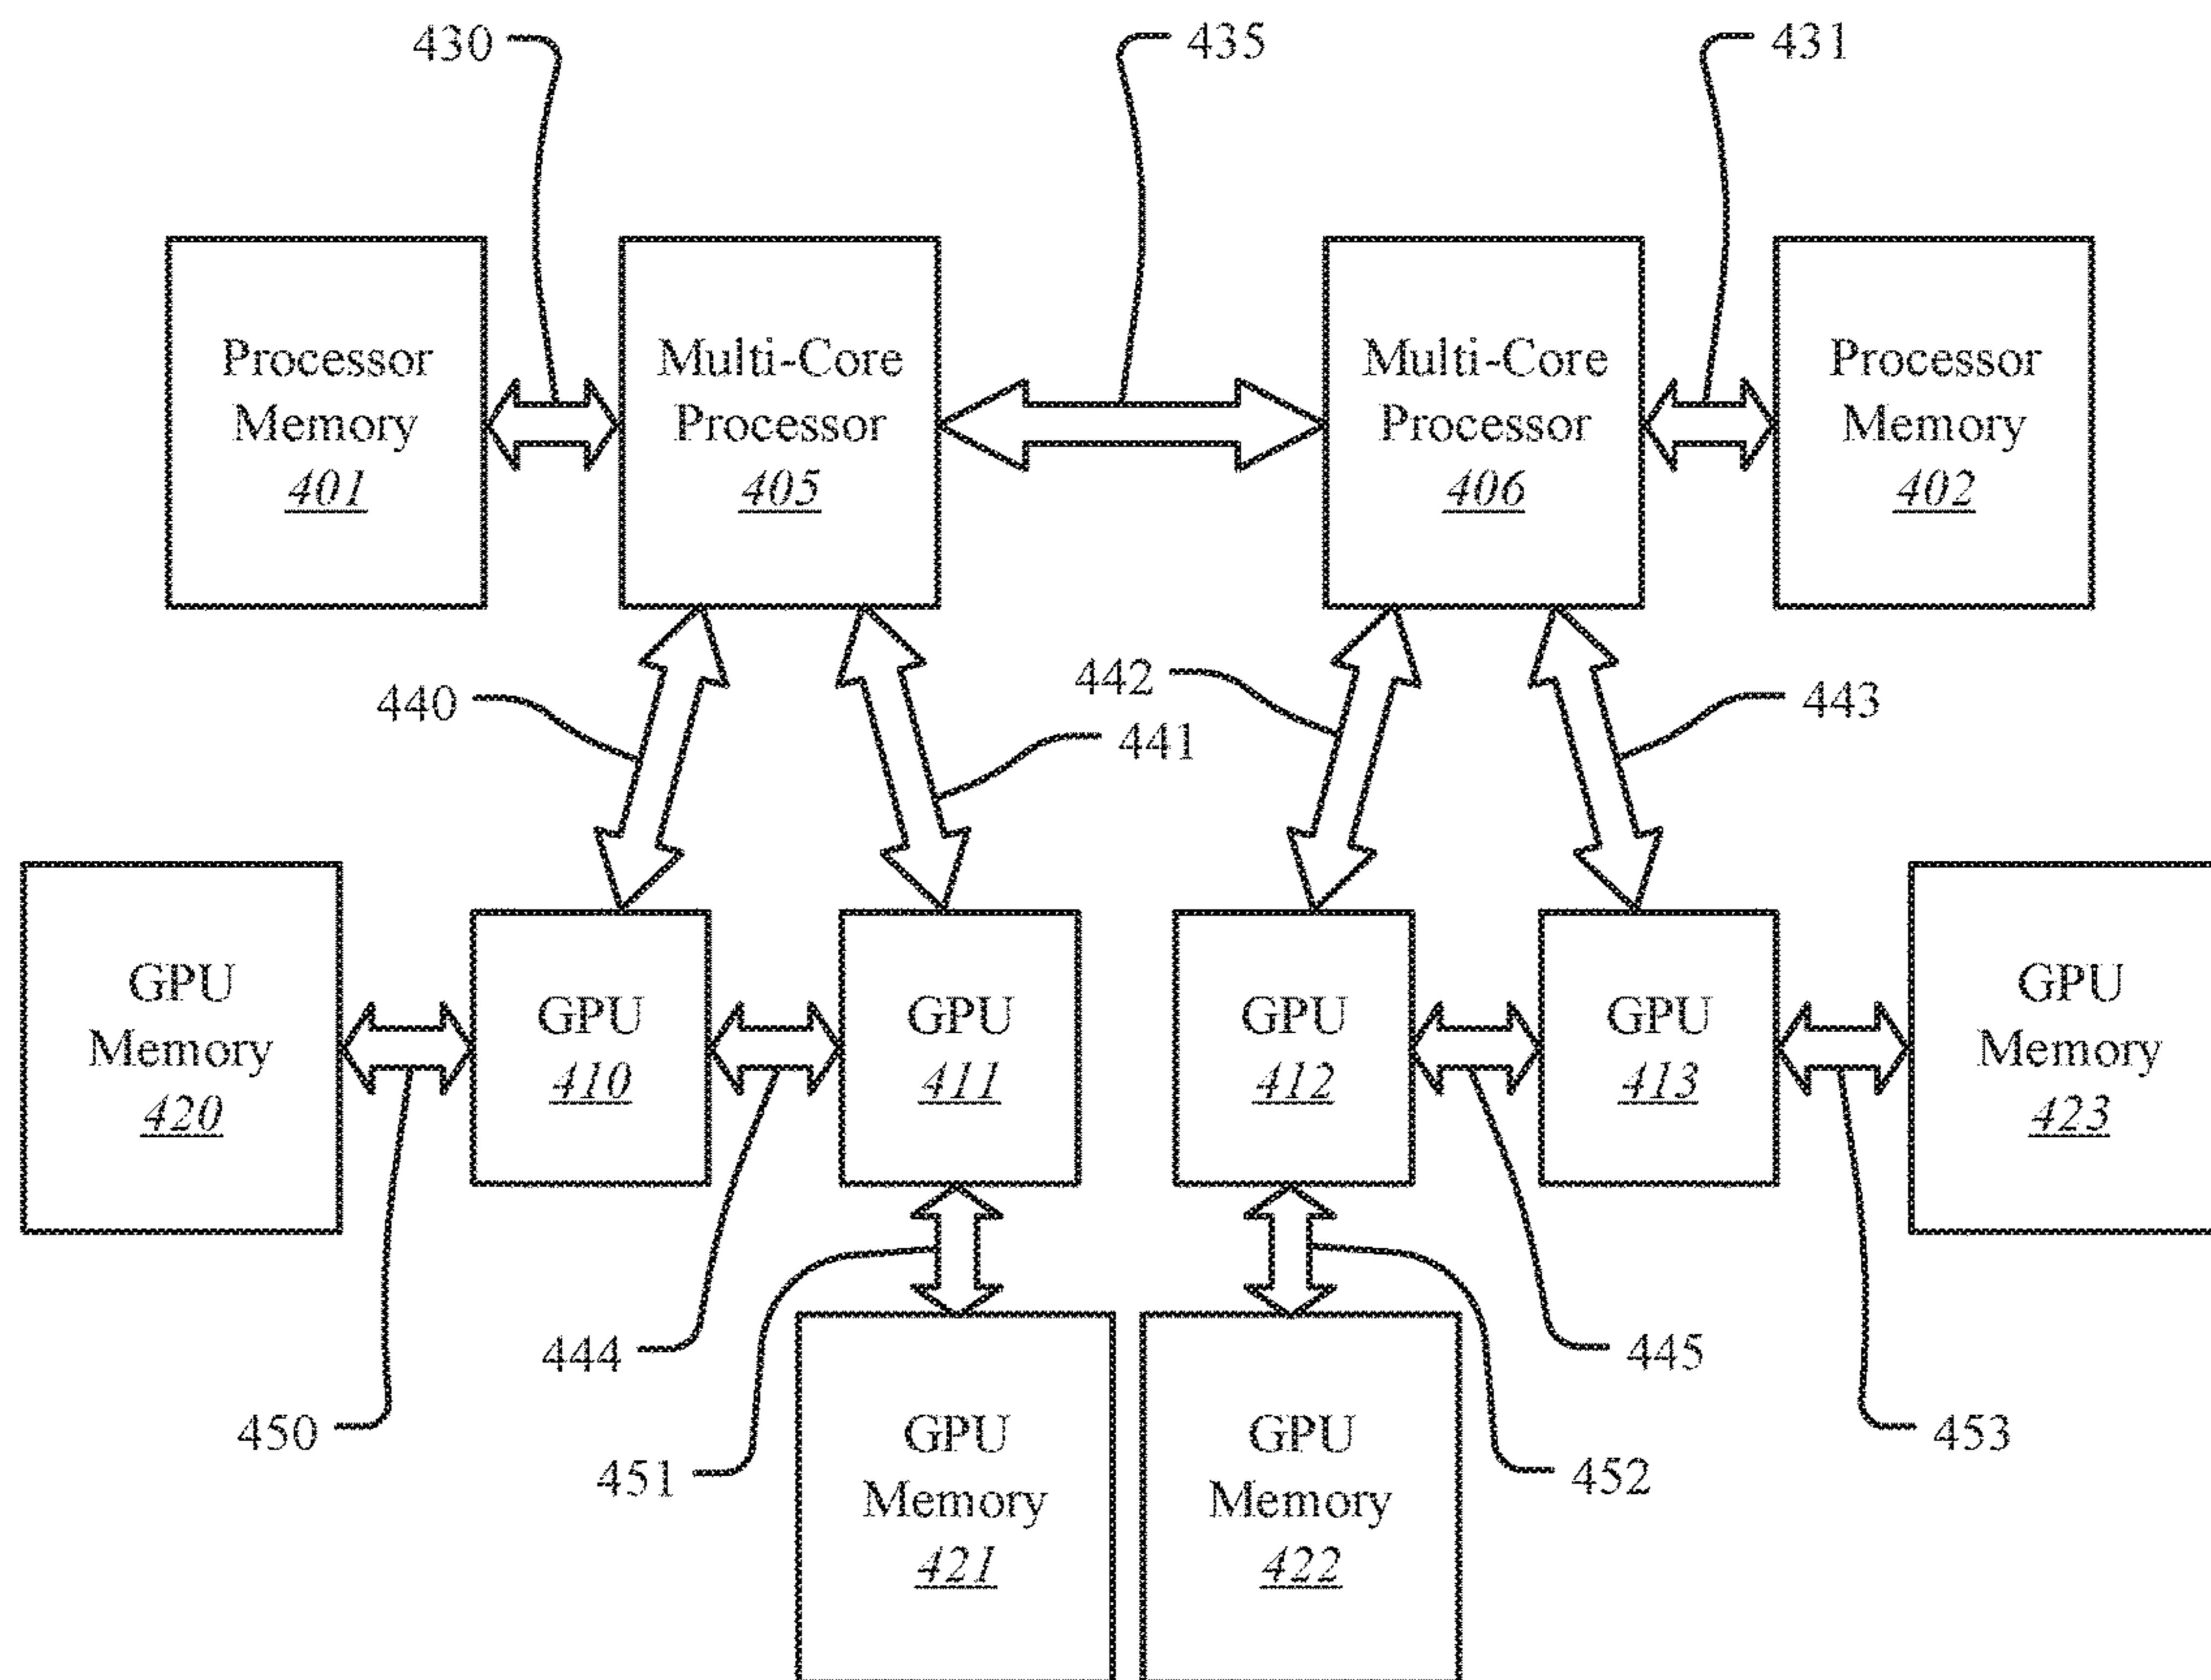 430
435
431
Processor
Memory
401
Multi-Core
Processor
405
Multi-Core
Processor
406
Processor
Memory
402
440
441
442
443
GPU
Memory
420
GPU
410
GPU
411
GPU
412
GPU
413
GPU
Memory
423
450
444
451
452
445
453
GPU
Memory
421
GPU
Memory
422